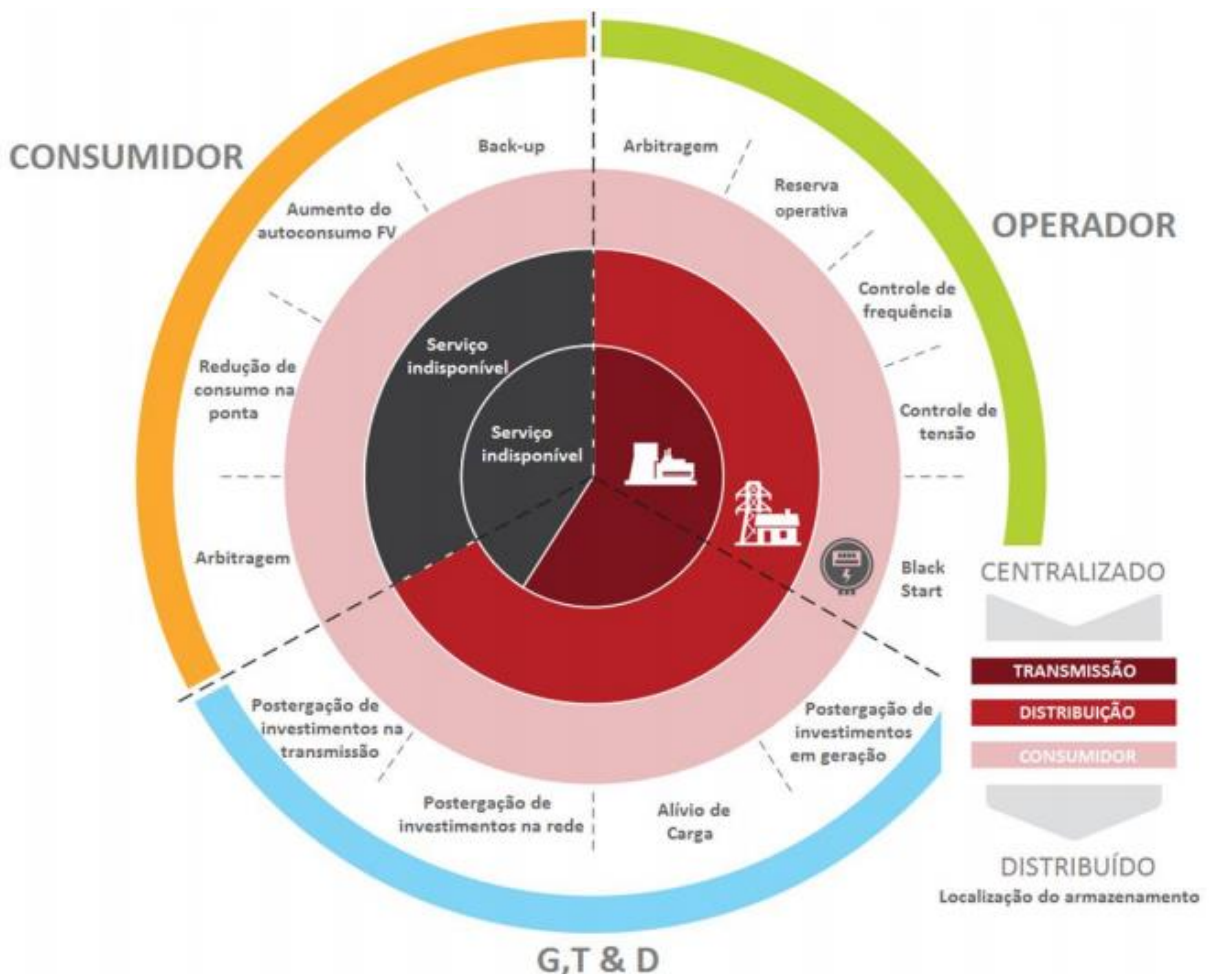 CONSUMIDOR
OPERADOR
Back-up
Arbitragem
Aumento do
autoconsumo FV
Reserva
operativa
Controle de
frequência
Redução de
consumo na
ponta
Serviço
indisponível
Serviço
indisponível
Controle de
tensão
Arbitragem
Black
Start
Postergação de
investimentos na
transmissão
Postergação de
investimentos na rede
Alívio de
Carga
Postergação de
investimentos
em geração
G,T & D
CENTRALIZADO
TRANSMISSÃO
DISTRIBUIÇÃO
CONSUMIDOR
DISTRIBUÍDO
Localização do armazenamento